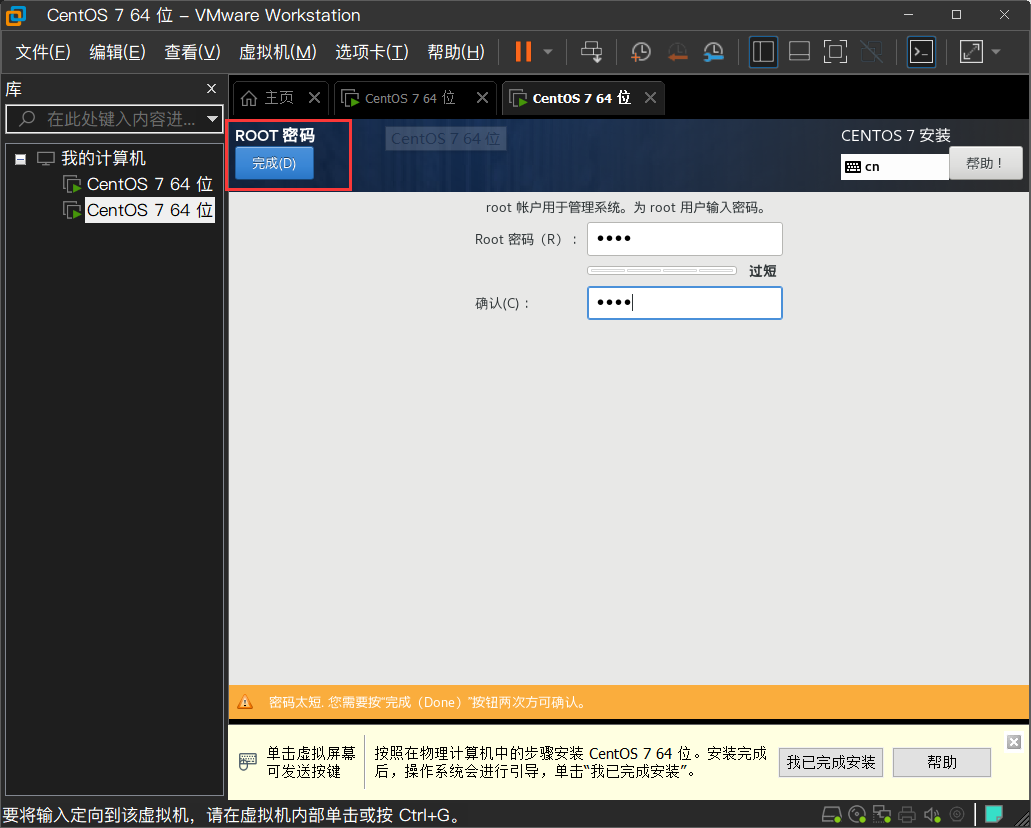 CentOS 7 64 位 - VMware Workstation
文件(F) 编辑(E) 查看(V) 虚拟机(M) 选项卡(T) 帮助(H)
库
在此处键入内容进...
我的计算机
CentOS 7 64 位
CentOS 7 64 位
主页 CentOS 7 64 位 CentOS 7 64 位
ROOT 密码
完成(D)
CentOS 7 64 位
CENTOS 7 安装
cn
帮助！
root 帐户用于管理系统。为 root 用户输入密码。
Root 密码（R）：
过短
确认(C)：
密码太短. 您需要按“完成（Done）”按钮两次方可确认。
单击虚拟屏幕
可发送按键
按照在物理计算机中的步骤安装 CentOS 7 64 位。安装完成
后，操作系统会进行引导，单击“我已完成安装”。
我已完成安装
帮助
要将输入定向到该虚拟机，请在虚拟机内部单击或按 Ctrl+G。